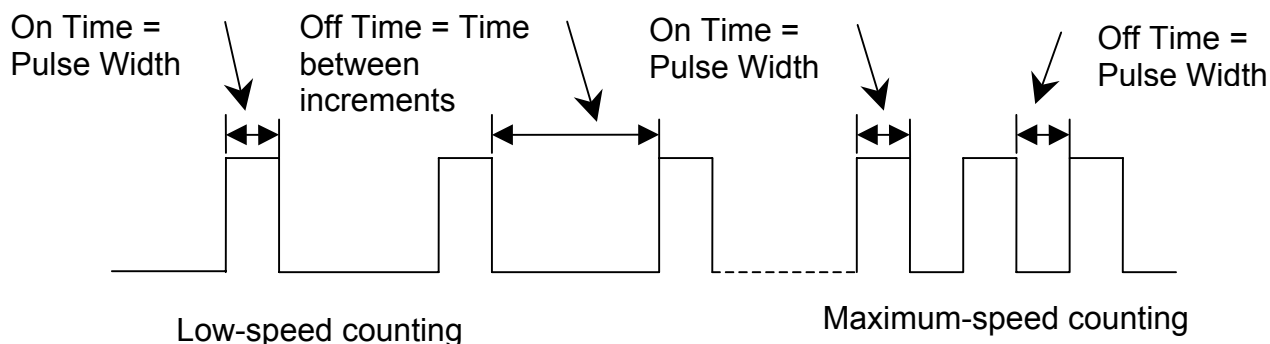 On Time =
Pulse Width
Off Time = Time
between
increments
On Time =
Pulse Width
Off Time =
Pulse Width
Low-speed counting
Maximum-speed counting